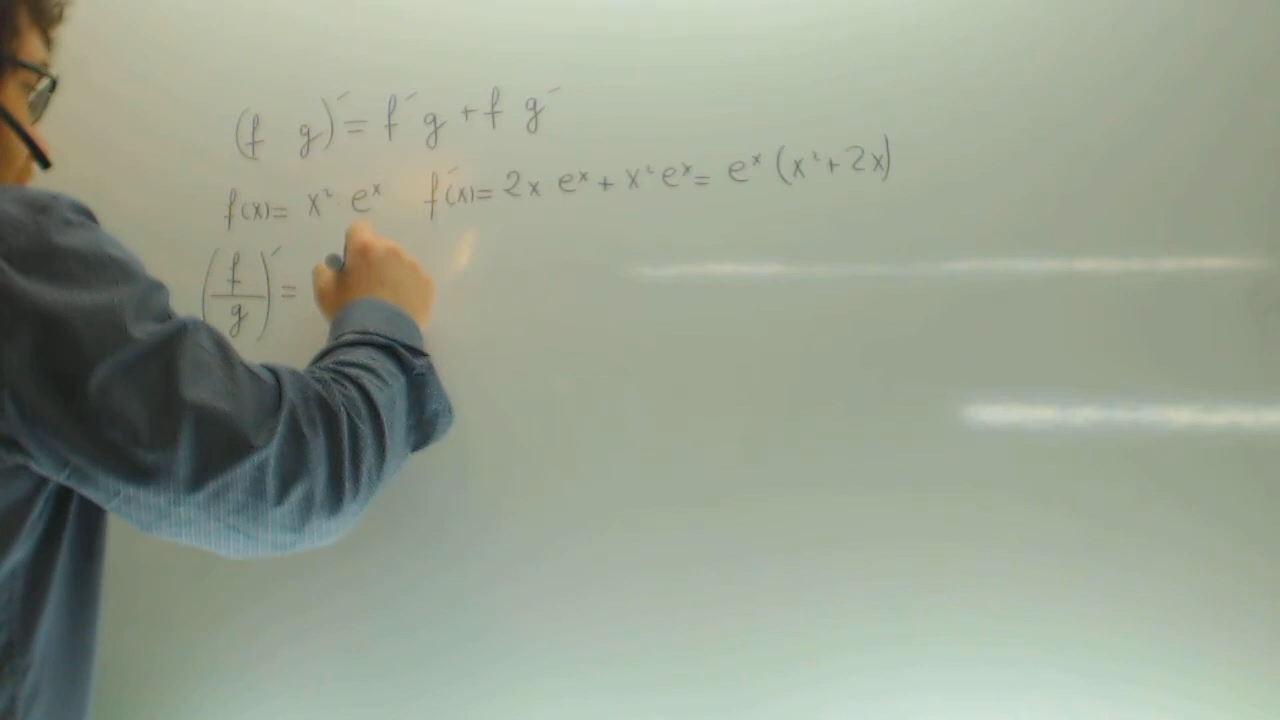 (f g)´= f´g + f g´
f(x)= x²· eˣ f´(x)= 2x eˣ + x²eˣ= eˣ (x²+2x)
(f/g)´=